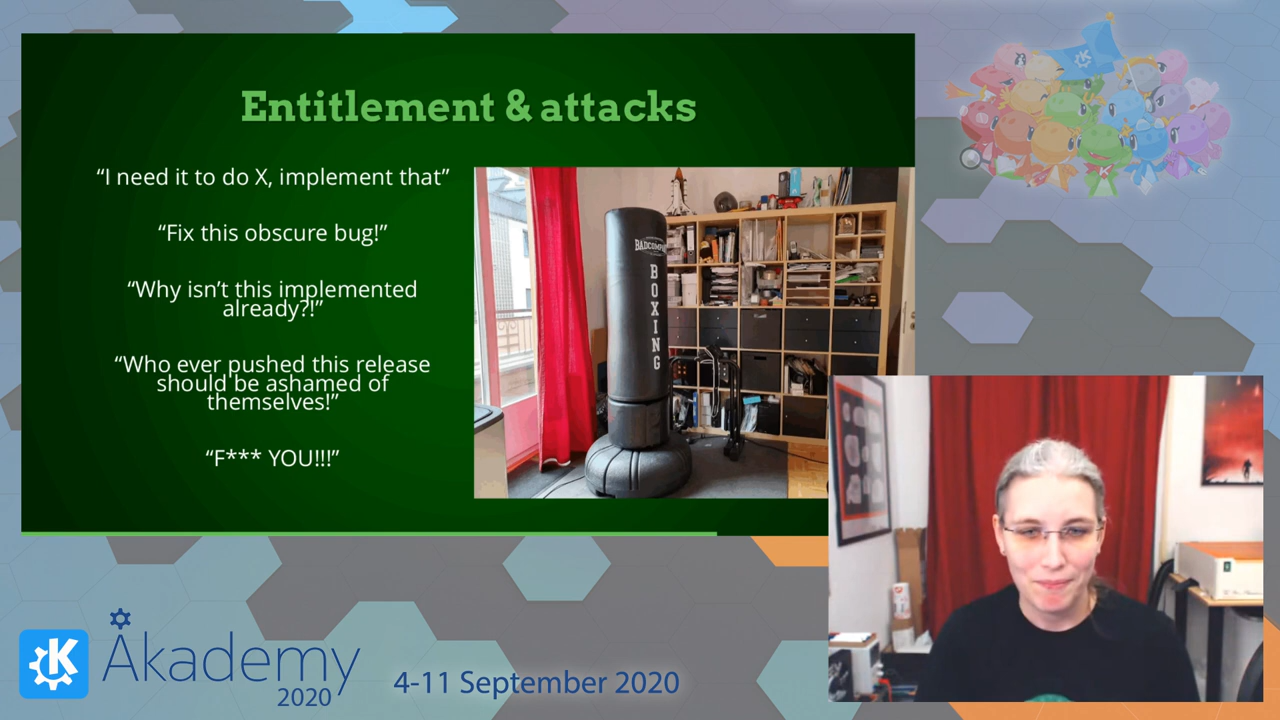 Entitlement & attacks
“I need it to do X, implement that”
“Fix this obscure bug!”
“Why isn’t this implemented
already?!”
“Who ever pushed this release
should be ashamed of
themselves!”
“F*** YOU!!!”
BOXING
Akademy
2020
4-11 September 2020